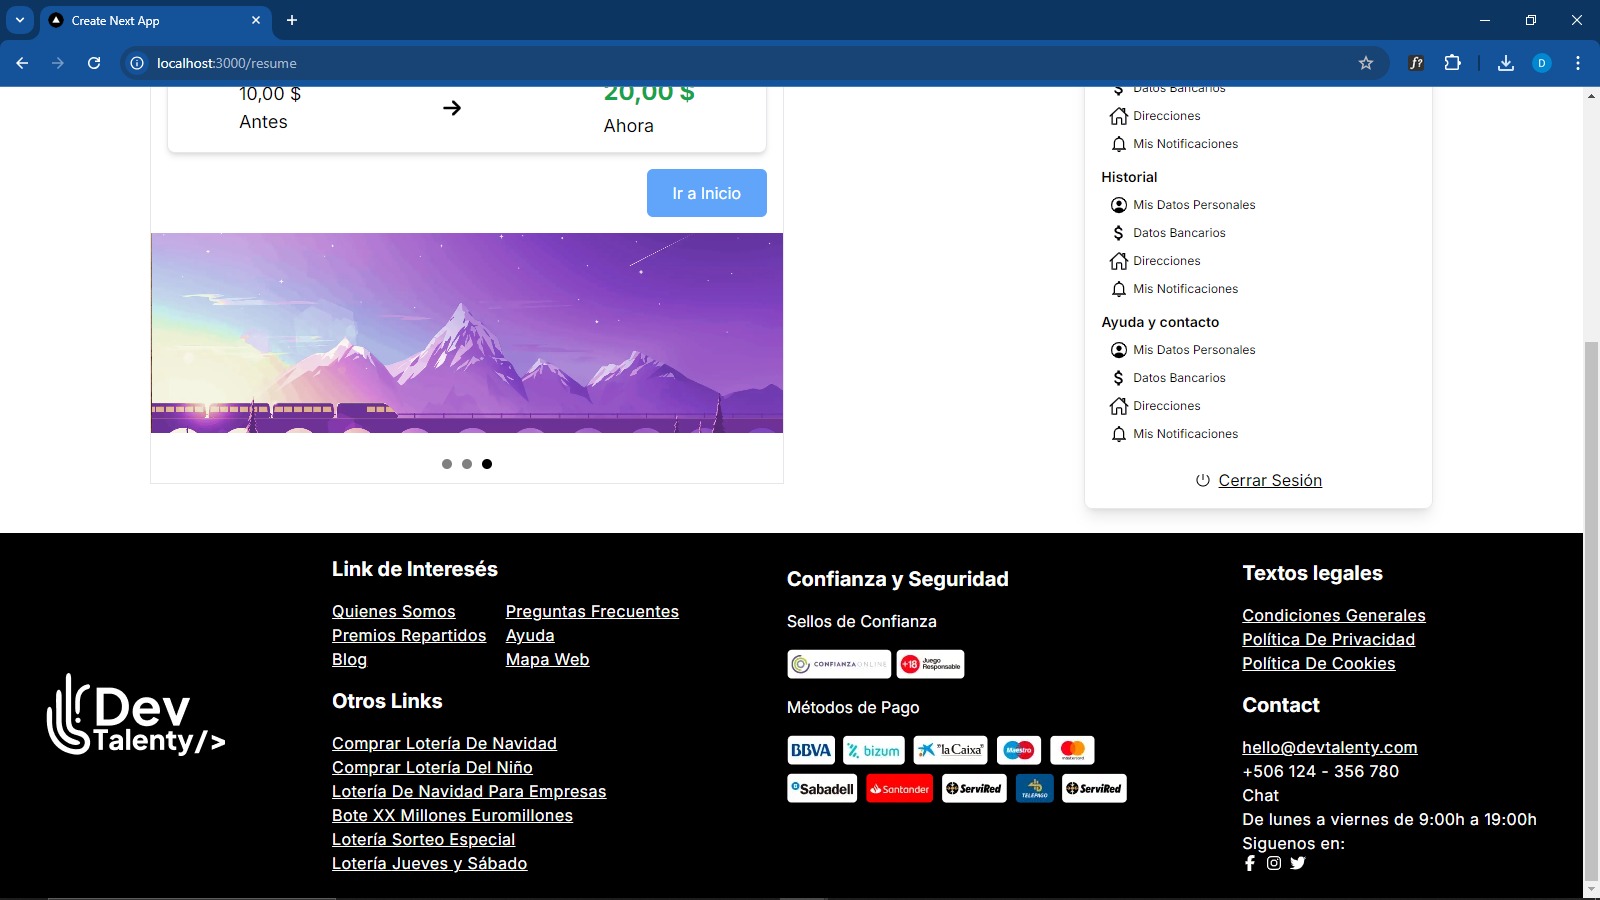 Create Next App
localhost:3000/resume
D
10,00 $
Antes
20,00 $
Ahora
Ir a Inicio
Datos Bancarios
Direcciones
Mis Notificaciones
Historial
Mis Datos Personales
Datos Bancarios
Direcciones
Mis Notificaciones
Ayuda y contacto
Mis Datos Personales
Datos Bancarios
Direcciones
Mis Notificaciones
Cerrar Sesión
Dev
Talenty/>
Link de Interesés
Quienes Somos
Premios Repartidos
Blog
Preguntas Frecuentes
Ayuda
Mapa Web
Otros Links
Comprar Lotería De Navidad
Comprar Lotería Del Niño
Lotería De Navidad Para Empresas
Bote XX Millones Euromillones
Lotería Sorteo Especial
Lotería Jueves y Sábado
Confianza y Seguridad
Sellos de Confianza
CONFIANZA ONLINE
+18 Juego
Responsable
Métodos de Pago
BBVA bizum "la Caixa" Maestro mastercard
Sabadell Santander ServiRed TELEPAGO ServiRed
Textos legales
Condiciones Generales
Política De Privacidad
Política De Cookies
Contact
hello@devtalenty.com
+506 124 - 356 780
Chat
De lunes a viernes de 9:00h a 19:00h
Siguenos en: